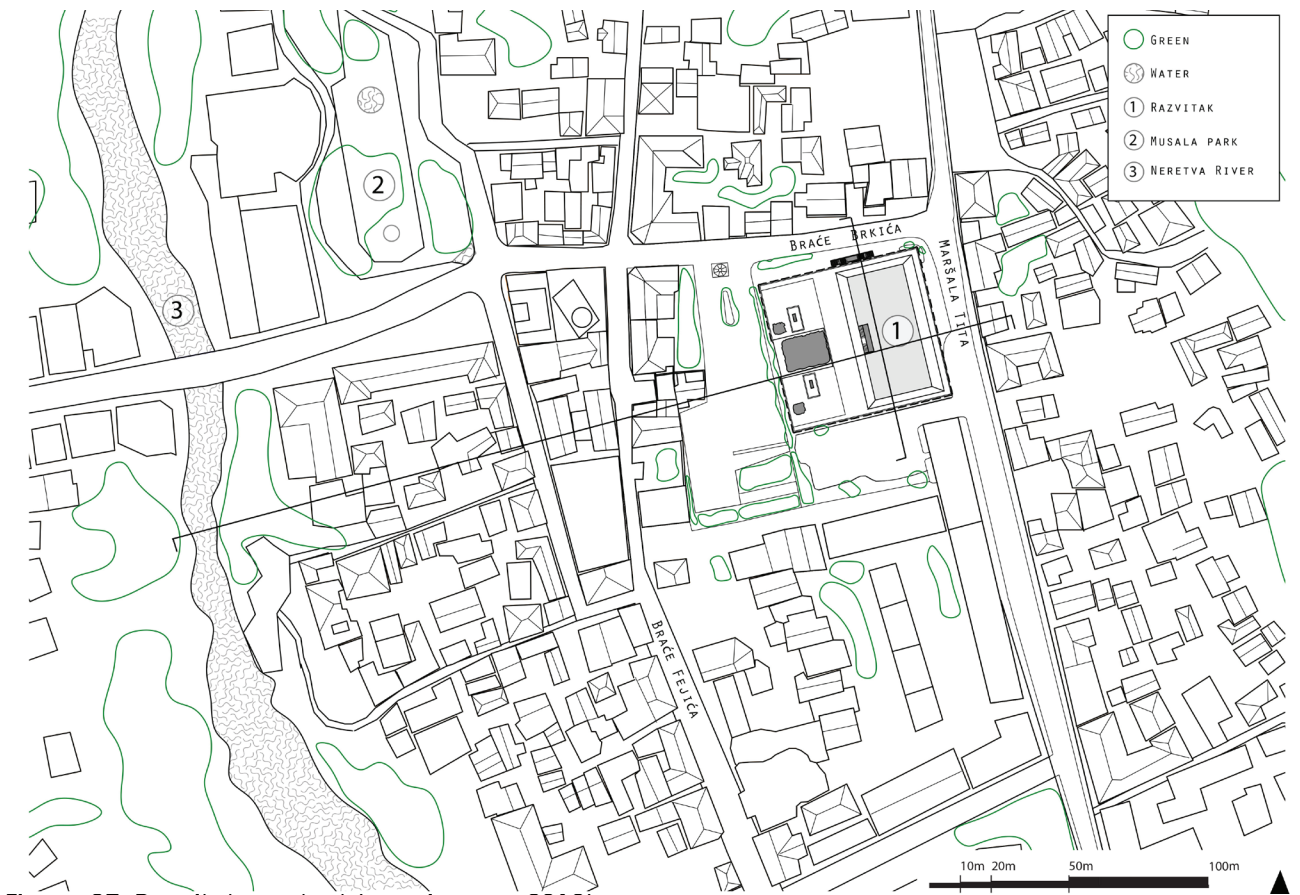 GREEN
WATER
1 RAZVITAK
2 MUSALA PARK
3 NERETVA RIVER
2
BRAĆE BRKIĆA
MARŠALA TITA
3
1
BRAĆE FEJIĆA
10m 20m 50m 100m